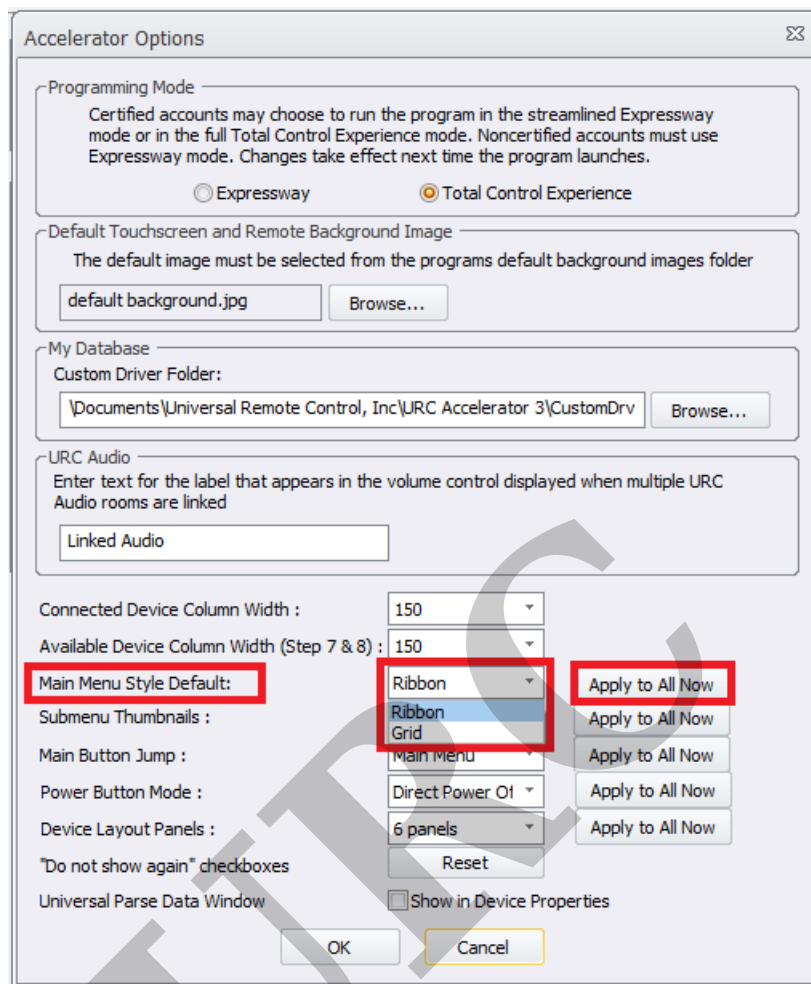 Accelerator Options
Programming Mode
Certified accounts may choose to run the program in the streamlined Expressway
mode or in the full Total Control Experience mode. Noncertified accounts must use
Expressway mode. Changes take effect next time the program launches.
Expressway Total Control Experience
Default Touchscreen and Remote Background Image
The default image must be selected from the programs default background images folder
default background.jpg Browse...
My Database
Custom Driver Folder:
\Documents\Universal Remote Control, Inc\URC Accelerator 3\CustomDrv Browse...
URC Audio
Enter text for the label that appears in the volume control displayed when multiple URC
Audio rooms are linked
Linked Audio
Connected Device Column Width : 150
Available Device Column Width (Step 7 & 8) : 150
Main Menu Style Default: Ribbon Apply to All Now
Submenu Thumbnails : Ribbon Apply to All Now
Grid
Main Button Jump : Main Menu Apply to All Now
Power Button Mode : Direct Power Of Apply to All Now
Device Layout Panels : 6 panels Apply to All Now
"Do not show again" checkboxes Reset
Universal Parse Data Window Show in Device Properties
OK Cancel
URC